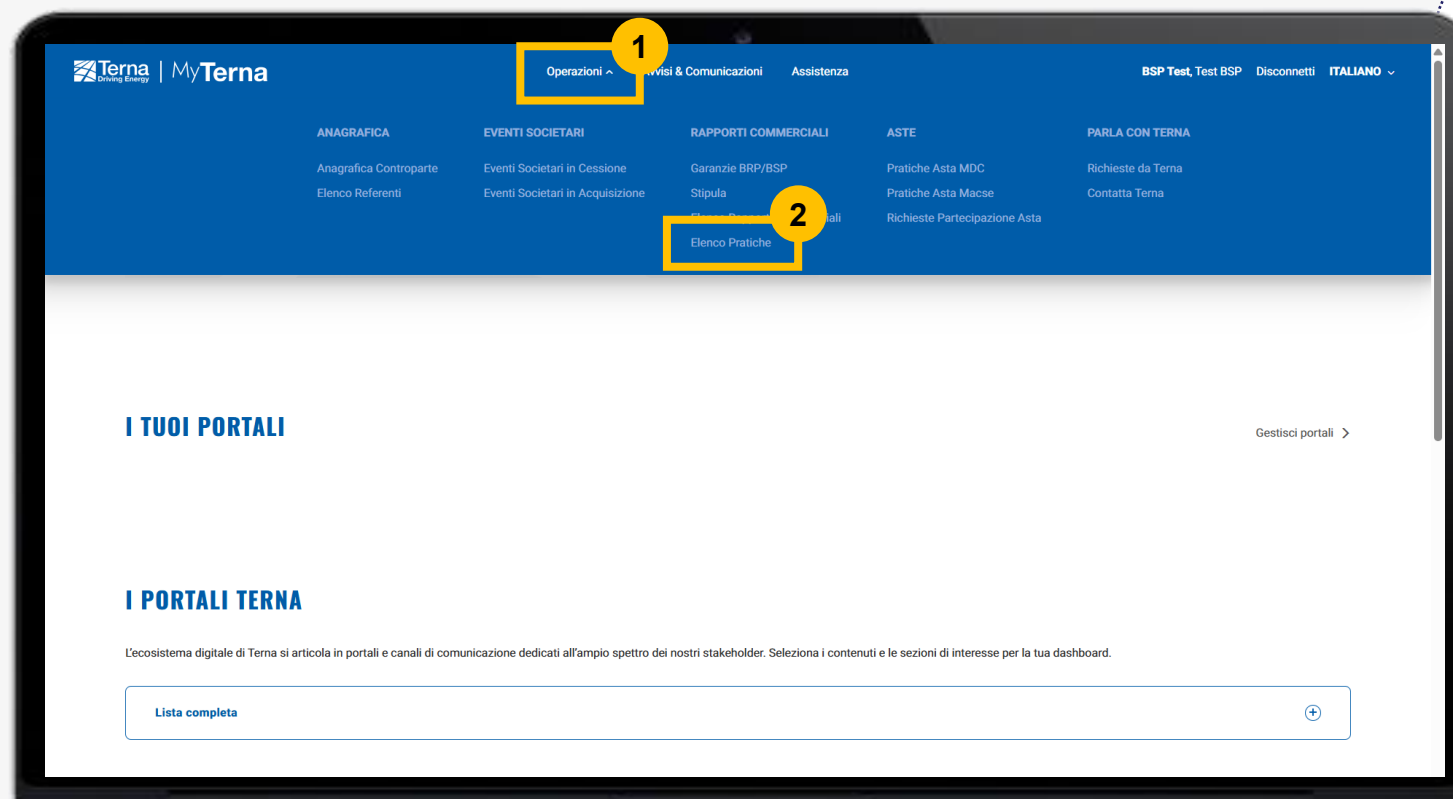 1
Terna
Driving Energy
MyTerna
Operazioni
& Comunicazioni
Assistenza
BSP Test, Test BSP
Disconnetti
ITALIANO
ANAGRAFICA
Anagrafica Controparte
Elenco Referenti
EVENTI SOCIETARI
Eventi Societari in Cessione
Eventi Societari in Acquisizione
RAPPORTI COMMERCIALI
Garanzie BRP/BSP
Stipula
2
Elenco Pratiche
ASTE
Pratiche Asta MDC
Pratiche Asta Macse
Richieste Partecipazione Asta
PARLA CON TERNA
Richieste da Terna
Contatta Terna
I TUOI PORTALI
Gestisci portali
I PORTALI TERNA
L'ecosistema digitale di Terna si articola in portali e canali di comunicazione dedicati all'ampio spettro dei nostri stakeholder. Seleziona i contenuti e le sezioni di interesse per la tua dashboard.
Lista completa